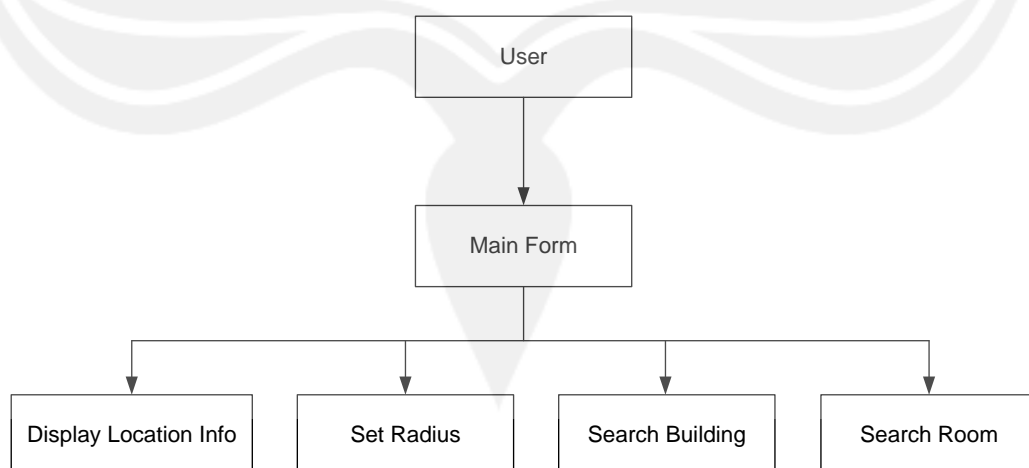 User
Main Form
Display Location Info
Set Radius
Search Building
Search Room